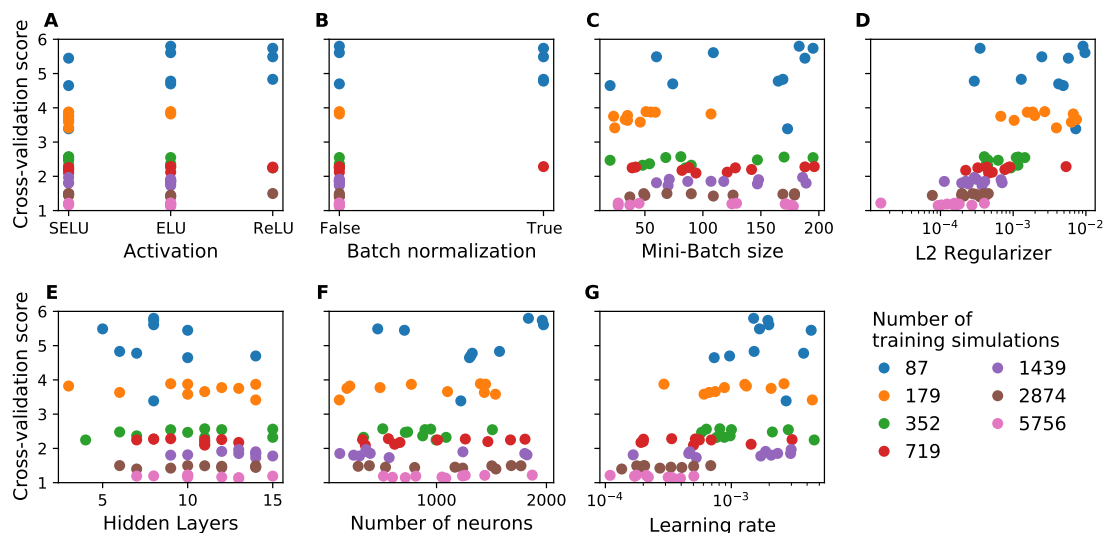 A
B
C
D
Cross-validation score
6
5
4
3
2
1
SELU
ELU
ReLU
Activation
False
True
Batch normalization
50
100
150
200
Mini-Batch size
10⁻⁴
10⁻³
10⁻²
L2 Regularizer
E
F
G
Cross-validation score
6
5
4
3
2
1
5
10
15
Hidden Layers
1000
2000
Number of neurons
10⁻⁴
10⁻³
Learning rate
Number of
training simulations
87
179
352
719
1439
2874
5756